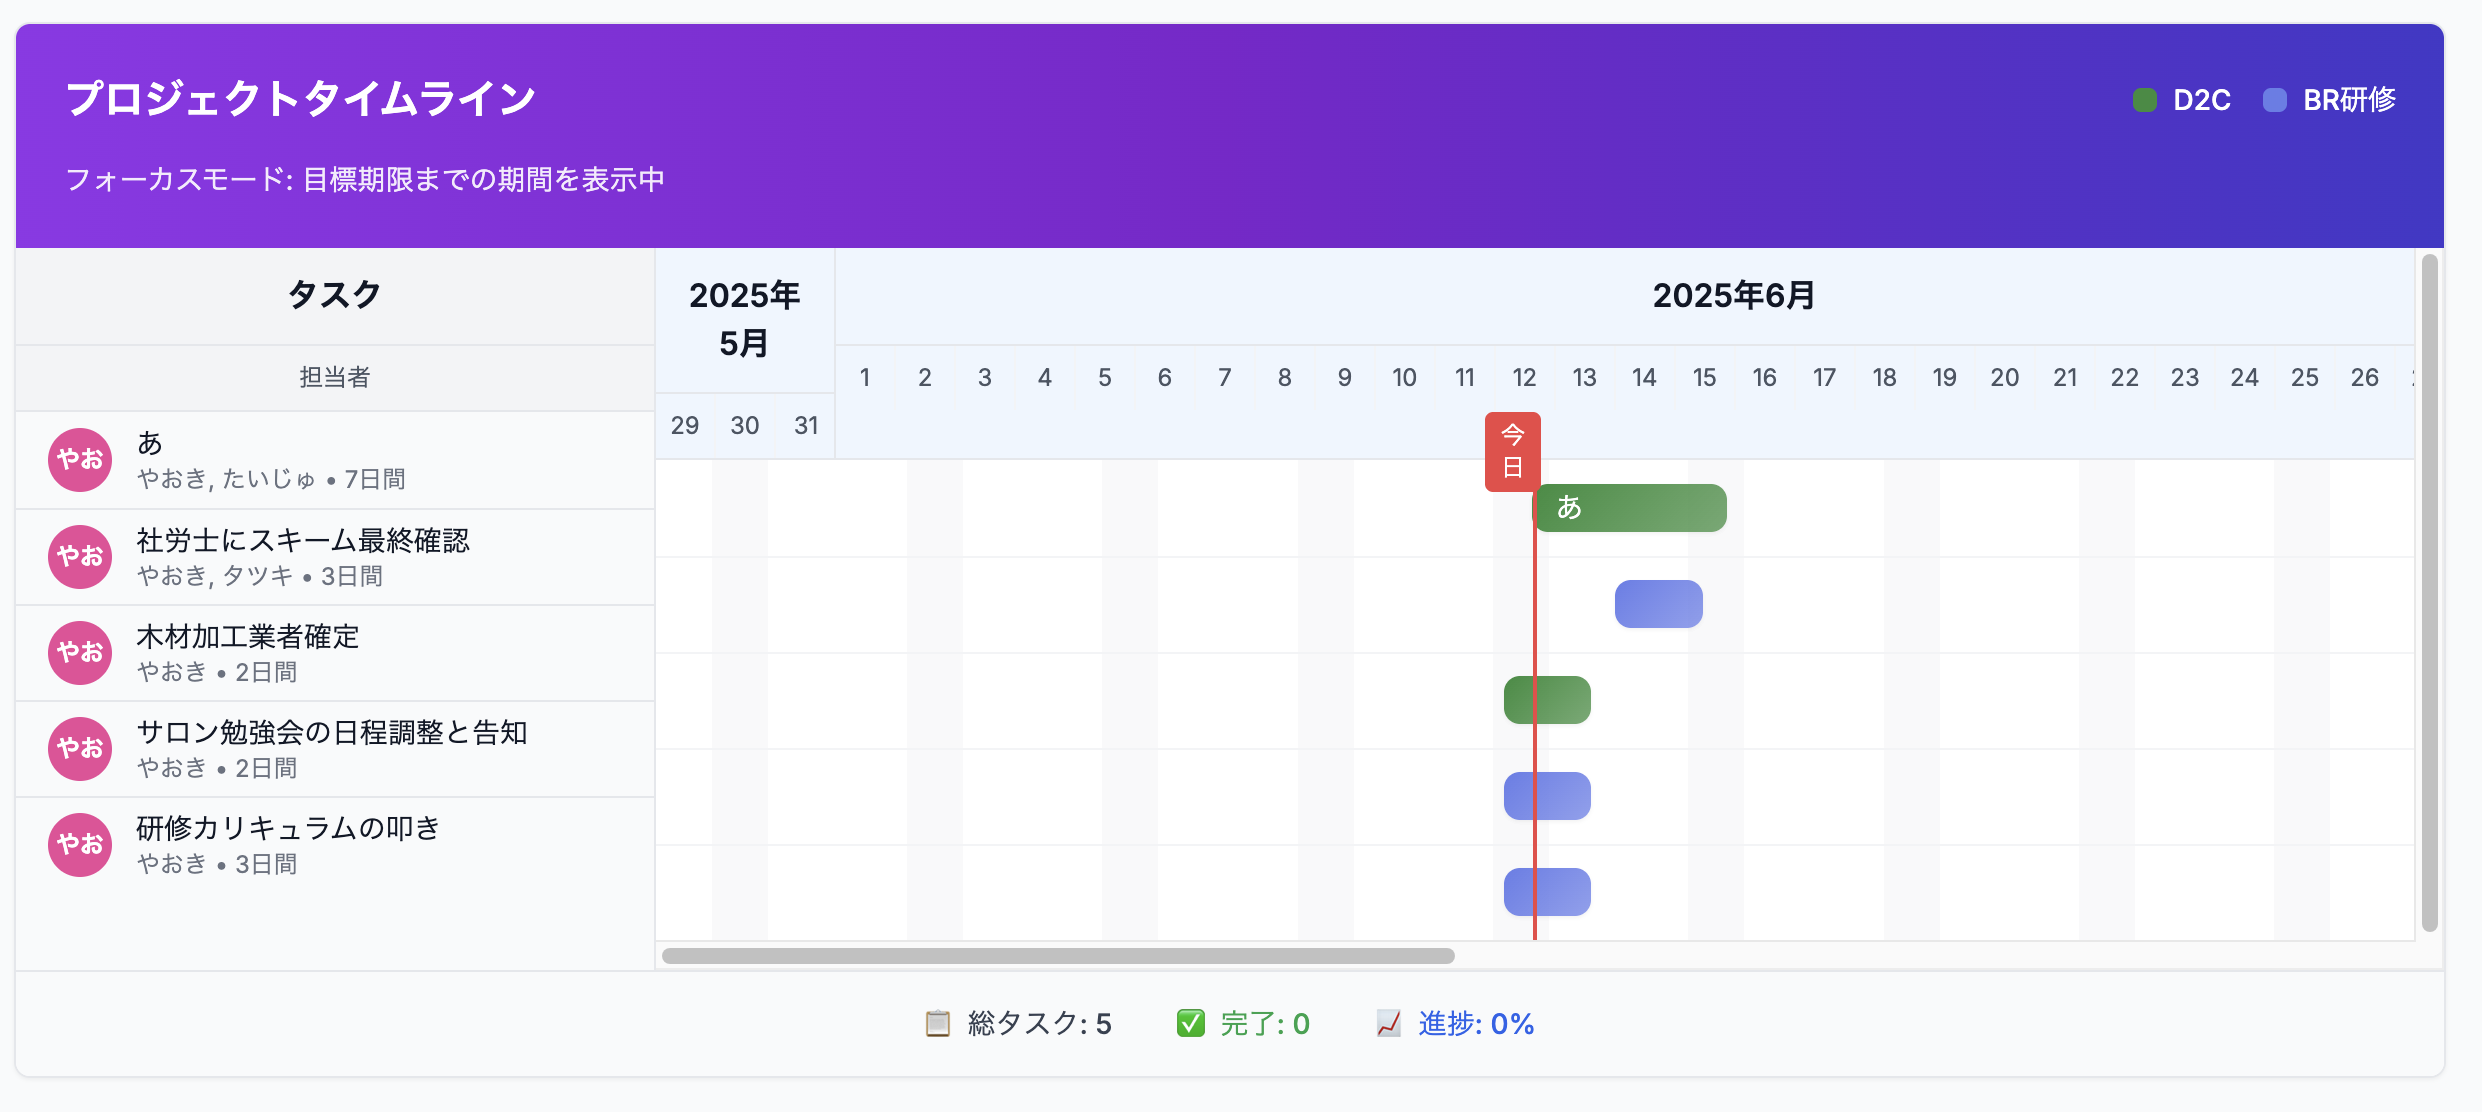 プロジェクトタイムライン
D2C
BR研修
フォーカスモード: 目標期限までの期間を表示中
タスク
担当者
2025年
5月
2025年6月
29 30 31
1 2 3 4 5 6 7 8 9 10 11 12 13 14 15 16 17 18 19 20 21 22 23 24 25 26
今
日
やお
あ
やおき, たいじゅ • 7日間
あ
やお
社労士にスキーム最終確認
やおき, タツキ • 3日間
やお
木材加工業者確定
やおき • 2日間
やお
サロン勉強会の日程調整と告知
やおき • 2日間
やお
研修カリキュラムの叩き
やおき • 3日間
📋 総タスク: 5
✅ 完了: 0
📈 進捗: 0%